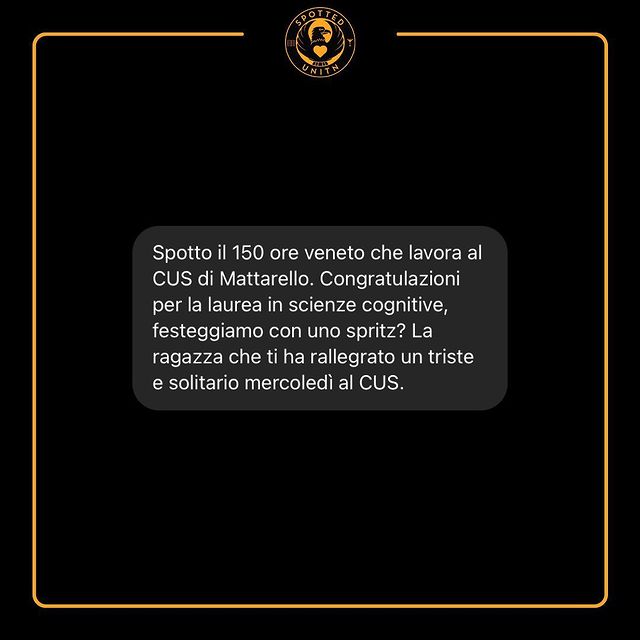 SPOTTED
UNITN
Spotto il 150 ore veneto che lavora al
CUS di Mattarello. Congratulazioni
per la laurea in scienze cognitive,
festeggiamo con uno spritz? La
ragazza che ti ha rallegrato un triste
e solitario mercoledì al CUS.